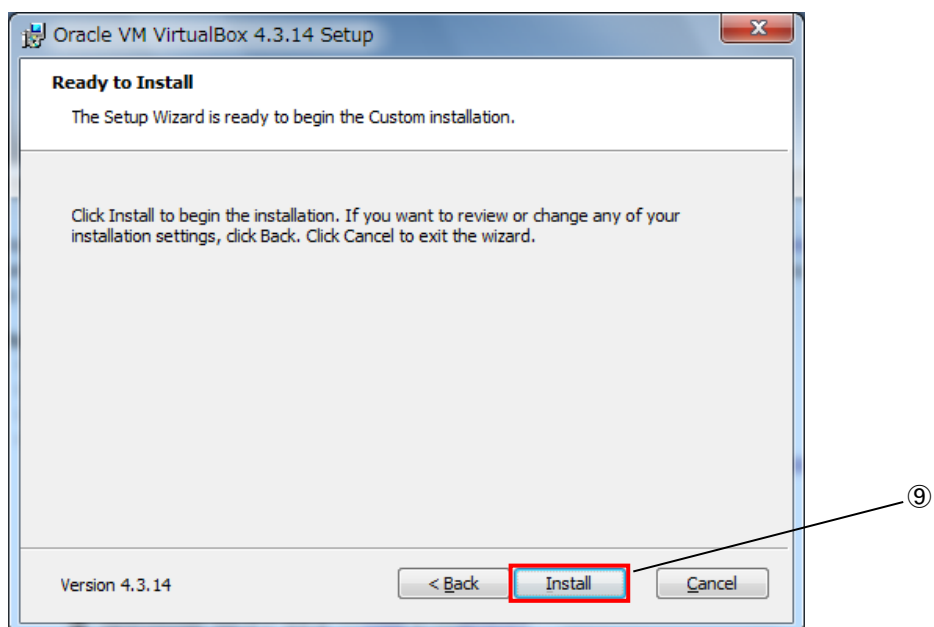 Oracle VM VirtualBox 4.3.14 Setup
Ready to Install
The Setup Wizard is ready to begin the Custom installation.
Click Install to begin the installation. If you want to review or change any of your
installation settings, click Back. Click Cancel to exit the wizard.
⑨
Version 4.3.14
< Back
Install
Cancel